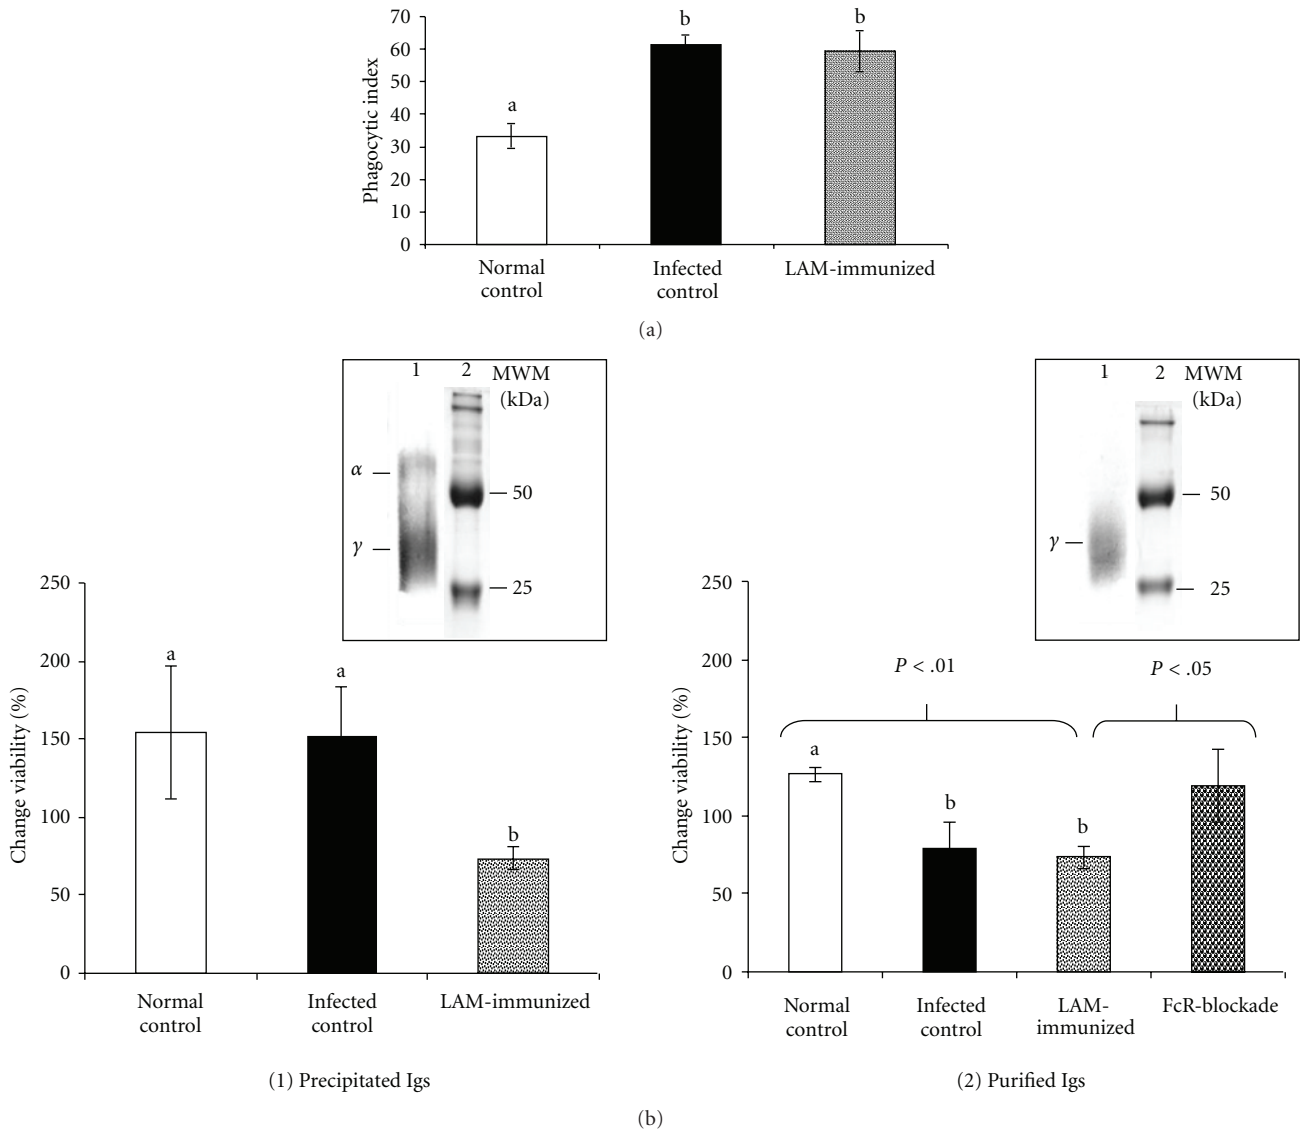 70
60
50
40
30
20
10
0
Phagocytic index
a
b
b
Normal
control
Infected
control
LAM-immunized
(a)
1 2 MWM
(kDa)
α
γ
50
25
250
200
150
100
50
0
Change viability (%)
a
a
b
Normal
control
Infected
control
LAM-immunized
(1) Precipitated Igs
1 2 MWM
(kDa)
γ
50
25
250
200
150
100
50
0
Change viability (%)
P < .01
P < .05
a
b
b
Normal
control
Infected
control
LAM-
immunized
FcR-blockade
(2) Purified Igs
(b)